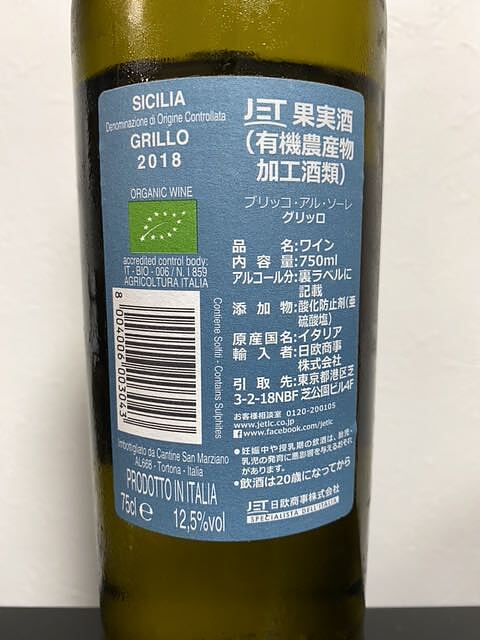 SICILIA
Denominazione di Origine Controllata
GRILLO
2018
ORGANIC WINE
accredited control body:
IT - BIO - 006 / N. I 859
AGRICOLTURA ITALIA
8 004006 003043
Contiene Solfiti - Contains Sulphites
Imbottigliato da Cantine San Marziano
AL668 - Tortona - Italia
PRODOTTO IN ITALIA
75cl e 12,5%vol
JET 果実酒
(有機農産物
加工酒類)
ブリッコ・アル・ソーレ
グリッロ
品名:ワイン
内容量:750ml
アルコール分:裏ラベルに
記載
添加物:酸化防止剤(亜
硫酸塩)
原産国名:イタリア
輸入者:日欧商事
株式会社
引取先:東京都港区芝
3-2-18NBF 芝公園ビル4F
お客様相談室 0120-200105
www.jetlc.co.jp
www.facebook.com/jetlc
•妊娠中や授乳期の飲酒は、胎児・
乳児の発育に悪影響を与えるおそれ
があります。
•飲酒は20歳になってから
JET 日欧商事株式会社
SPECIALISTA DELL'ITALIA